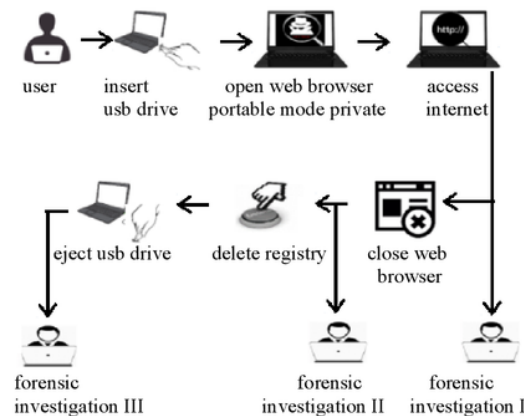 user
insert
usb drive
open web browser
portable mode private
http://
access
internet
eject usb drive
delete registry
close web
browser
forensic
investigation III
forensic
investigation II
forensic
investigation I